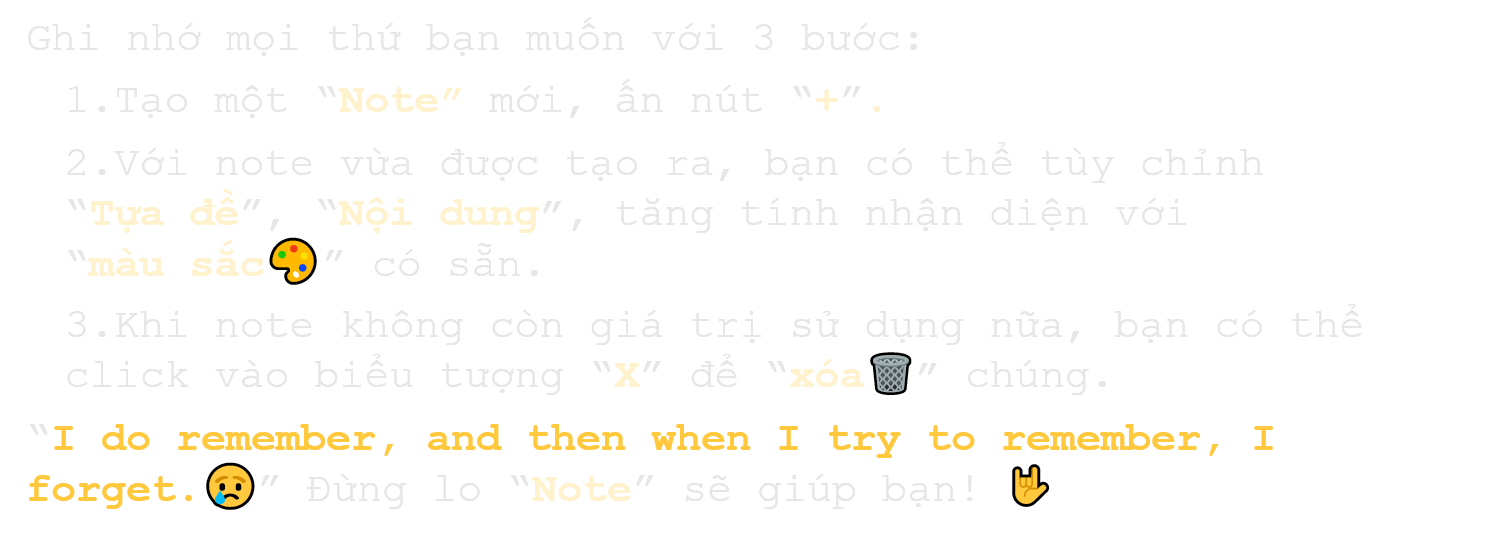 Ghi nhớ mọi thứ bạn muốn với 3 bước:
1.Tạo một “Note” mới, ấn nút “+”.
2.Với note vừa được tạo ra, bạn có thể tùy chỉnh
“Tựa đề”, “Nội dung”, tăng tính nhận diện với
“màu sắc🎨” có sẵn.
3.Khi note không còn giá trị sử dụng nữa, bạn có thể
click vào biểu tượng “X” để “xóa🗑️” chúng.
“I do remember, and then when I try to remember, I
forget.😢” Đừng lo “Note” sẽ giúp bạn! 🤟